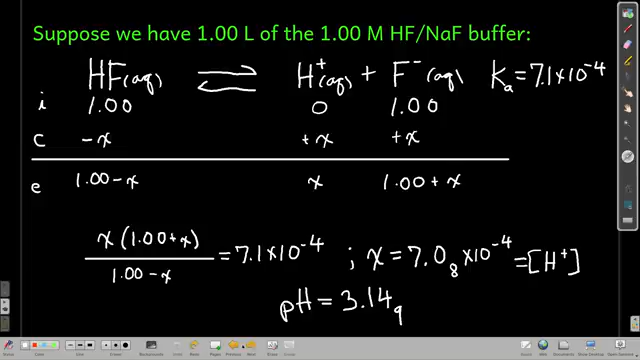 Suppose we have 1.00 L of the 1.00 M HF/NaF buffer:
HF(aq) ⇌ H⁺(aq) + F⁻(aq) Ka = 7.1×10⁻⁴
i 1.00 0 1.00
c -x +x +x
e 1.00-x x 1.00+x
x(1.00+x)/1.00-x = 7.1×10⁻⁴ ; x = 7.0₈×10⁻⁴ = [H⁺]
pH = 3.14₉